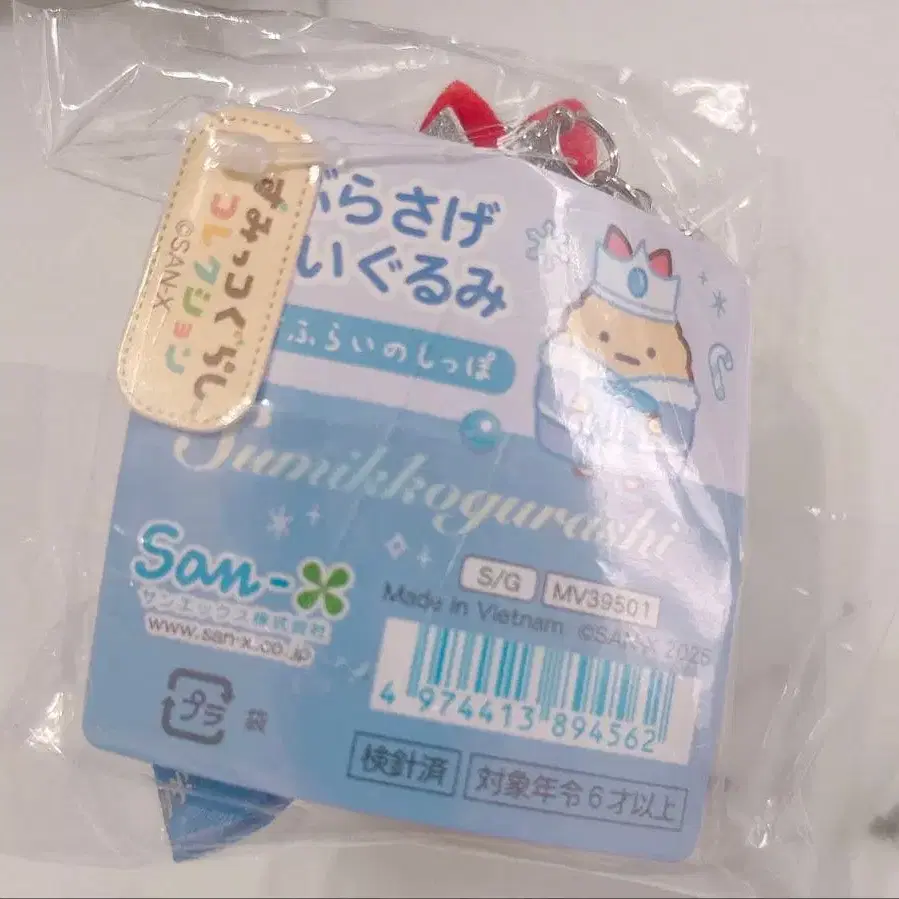 すみっコぐらし
コレクション
©SAN-X
ぶらさげ
いぐるみ
ふらいのしっぽ
Sumikkogurashi
San-X
サンエックス株式会社
www.san-x.co.jp
S/G MV39501
Made in Vietnam ©SAN-X 2025
4 974413 894562
プラ 袋
検針済 対象年令6才以上